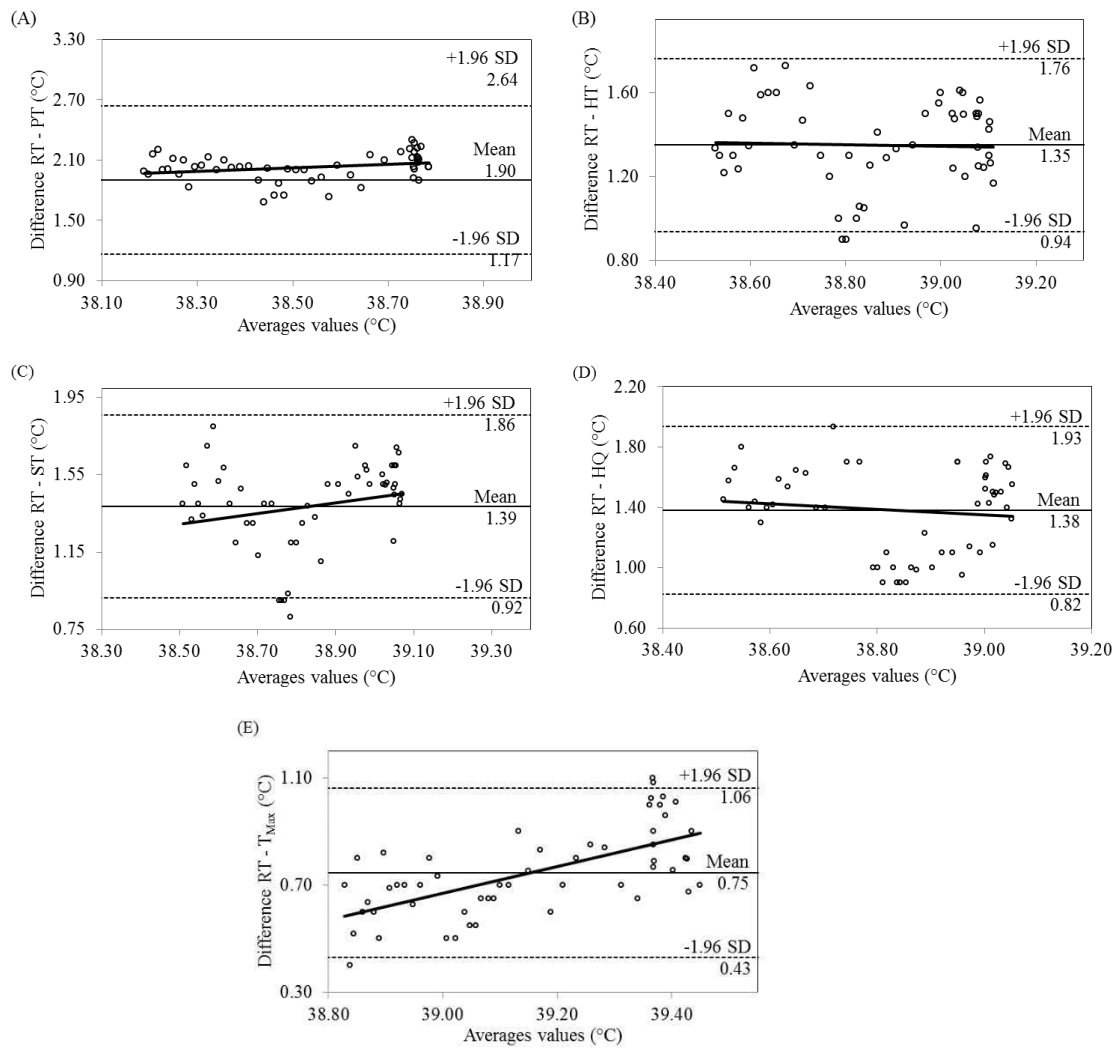 (A)
3.30
2.70
2.10
1.50
0.90
Difference RT - PT (°C)
+1.96 SD
2.64
Mean
1.90
-1.96 SD
1.17
38.10 38.30 38.50 38.70 38.90
Averages values (°C)
(B)
1.60
1.20
0.80
Difference RT - HT (°C)
+1.96 SD
1.76
Mean
1.35
-1.96 SD
0.94
38.40 38.60 38.80 39.00 39.20
Averages values (°C)
(C)
1.95
1.55
1.15
0.75
Difference RT - ST (°C)
+1.96 SD
1.86
Mean
1.39
-1.96 SD
0.92
38.30 38.50 38.70 38.90 39.10 39.30
Averages values (°C)
(D)
2.20
1.80
1.40
1.00
0.60
Difference RT - HQ (°C)
+1.96 SD
1.93
Mean
1.38
-1.96 SD
0.82
38.40 38.60 38.80 39.00 39.20
Averages values (°C)
(E)
1.10
0.70
0.30
Difference RT - TMax (°C)
+1.96 SD
1.06
Mean
0.75
-1.96 SD
0.43
38.80 39.00 39.20 39.40
Averages values (°C)